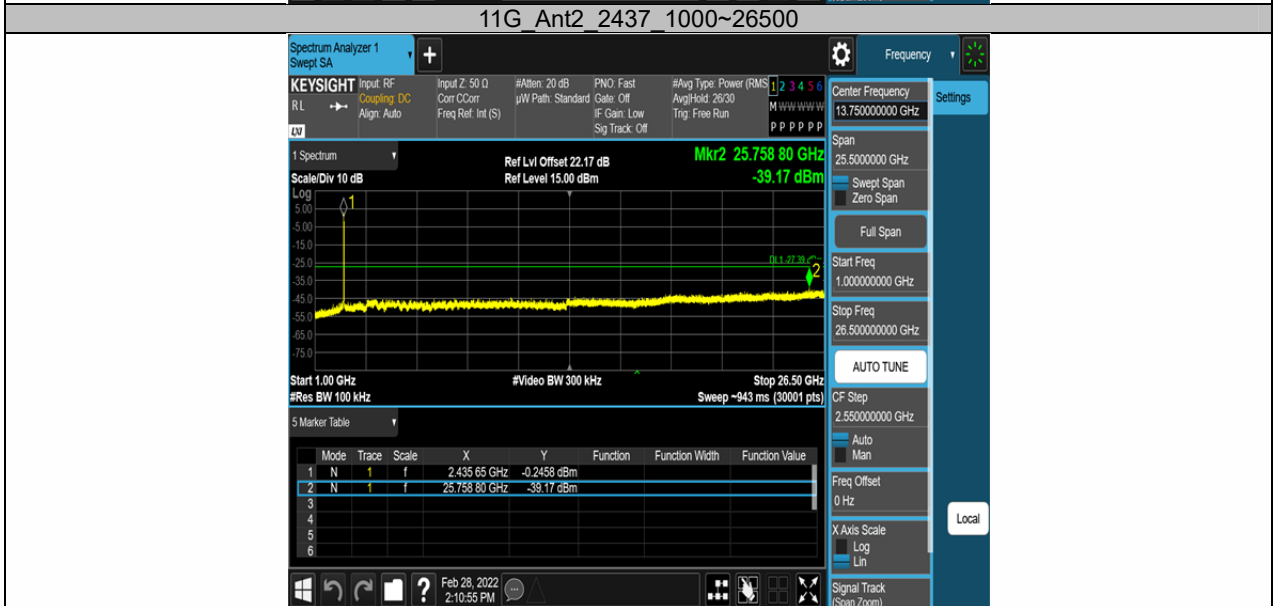 11G_Ant2_2437_1000~26500
Spectrum Analyzer 1
Swept SA
Frequency
KEYSIGHT
Input: RF
Coupling: DC
Align: Auto
Input Z: 50 Ω
Corr CCorr
Freq Ref: Int (S)
#Atten: 20 dB
µW Path: Standard
PNO: Fast
Gate: Off
IF Gain: Low
Sig Track: Off
#Avg Type: Power (RMS
Avg|Hold: 26/30
Trig: Free Run
1 2 3 4 5 6
M W W W W W
P P P P P P
R L
LXI
Center Frequency
13.750000000 GHz
Settings
1 Spectrum
Scale/Div 10 dB
Ref Lvl Offset 22.17 dB
Ref Level 15.00 dBm
Mkr2 25.758 80 GHz
-39.17 dBm
Span
25.5000000 GHz
Swept Span
Zero Span
Full Span
Log
5.00
-5.00
-15.0
-25.0
-35.0
-45.0
-55.0
-65.0
-75.0
1
DL1 -27.39 dBm
2
Start Freq
1.000000000 GHz
Stop Freq
26.500000000 GHz
AUTO TUNE
Start 1.00 GHz
#Video BW 300 kHz
Stop 26.50 GHz
#Res BW 100 kHz
Sweep ~943 ms (30001 pts)
CF Step
2.550000000 GHz
Auto
Man
5 Marker Table
Mode Trace Scale X Y Function Function Width Function Value
1 N 1 f 2.435 65 GHz -0.2458 dBm
2 N 1 f 25.758 80 GHz -39.17 dBm
3
4
5
6
Freq Offset
0 Hz
X Axis Scale
Log
Lin
Local
Signal Track
(Span Zoom)
?
Feb 28, 2022
2:10:55 PM